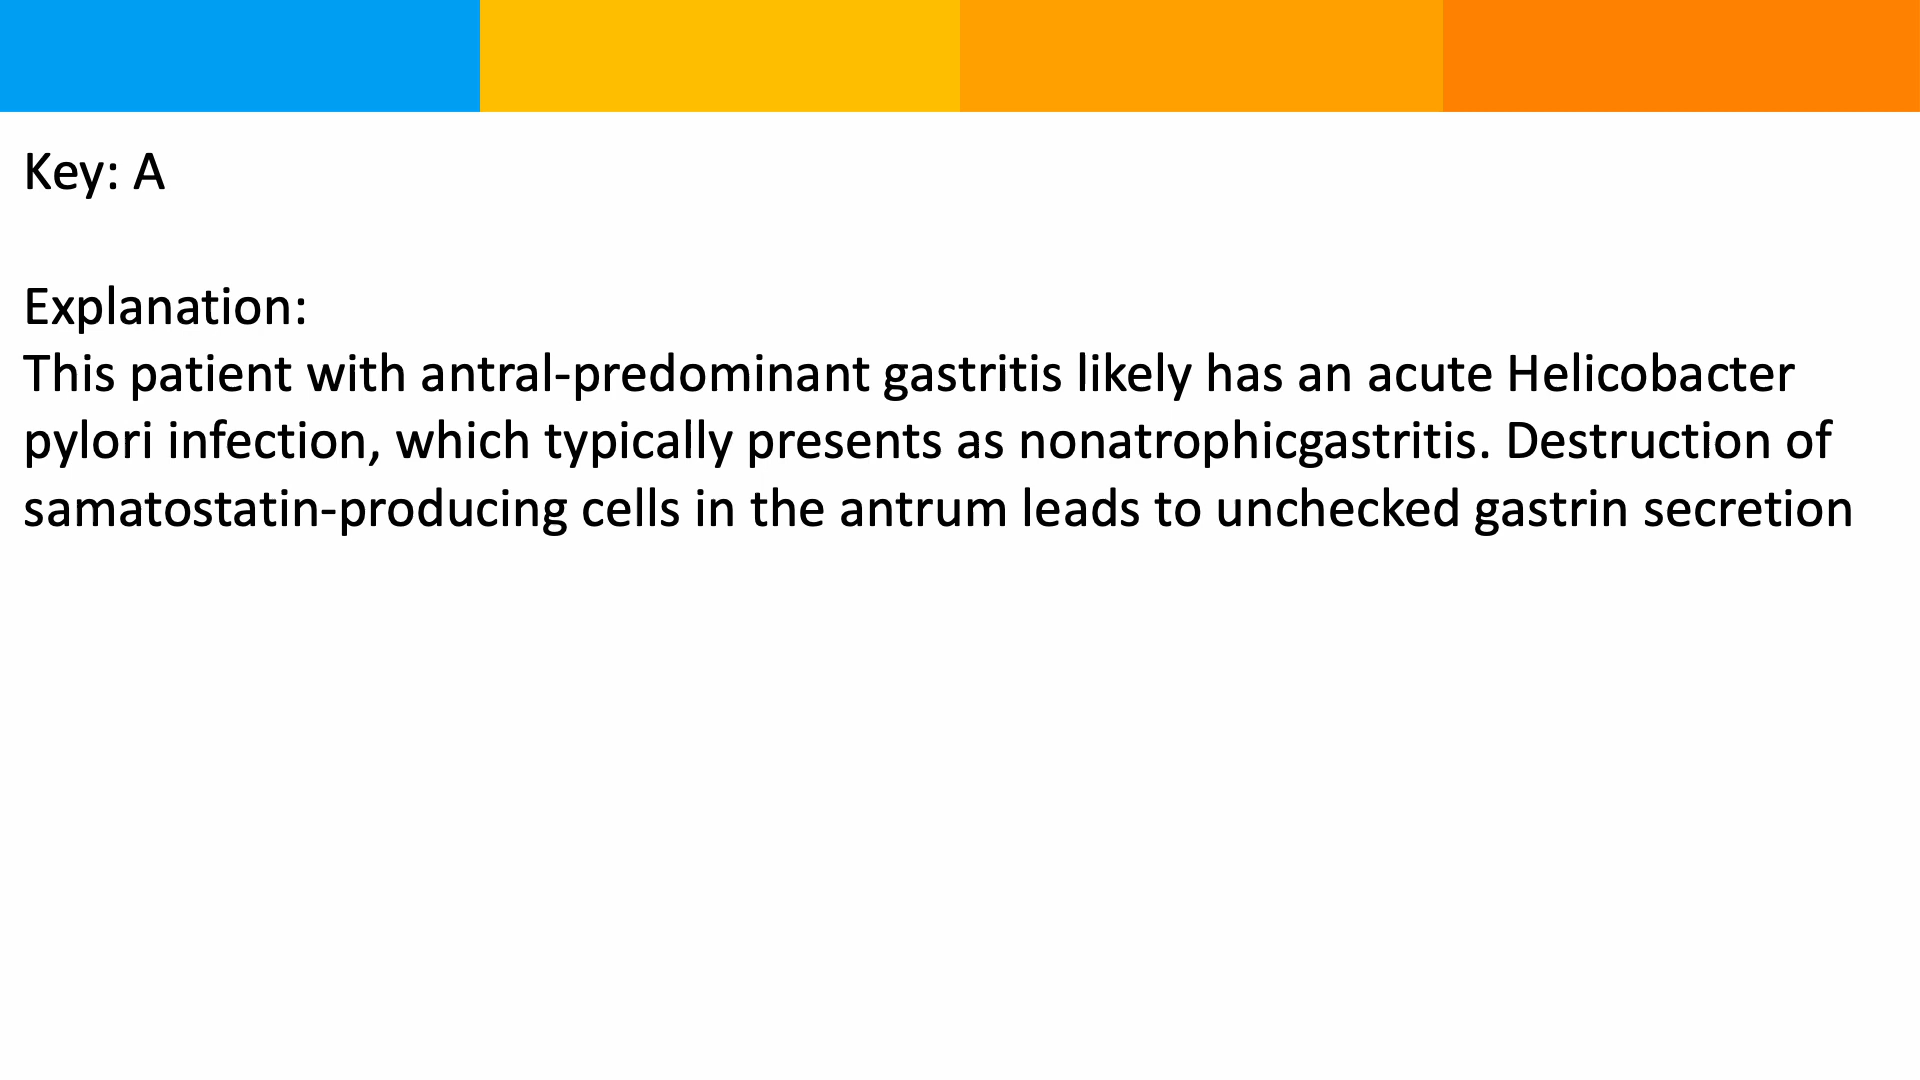 Key: A
Explanation:
This patient with antral-predominant gastritis likely has an acute Helicobacter
pylori infection, which typically presents as nonatrophicgastritis. Destruction of
samatostatin-producing cells in the antrum leads to unchecked gastrin secretion